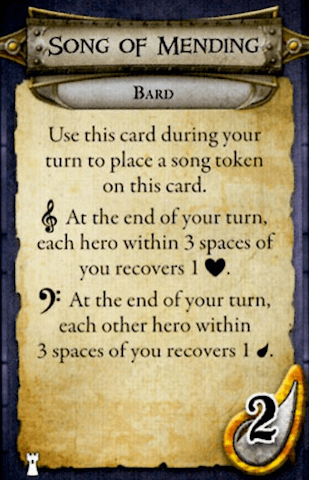 Song of Mending
Bard
Use this card during your
turn to place a song token
on this card.
𝄞 At the end of your turn,
each hero within 3 spaces of
you recovers 1 ♥.
𝄢 At the end of your turn,
each other hero within
3 spaces of you recovers 1 .
2